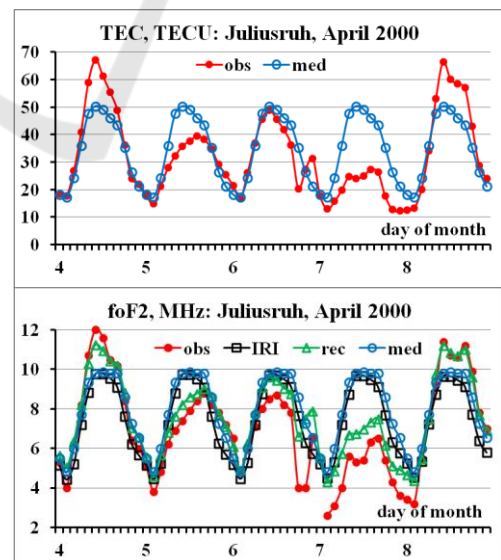 TEC, TECU: Juliusruh, April 2000
obs med
70
60
50
40
30
20
10
0
day of month
4 5 6 7 8
foF2, MHz: Juliusruh, April 2000
obs IRI rec med
12
10
8
6
4
2
day of month
4 5 6 7 8